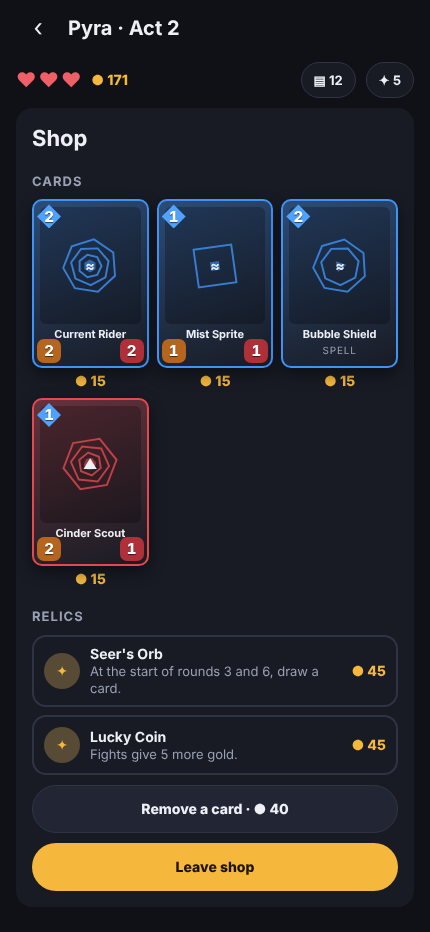 Pyra · Act 2
171
12
5
Shop
CARDS
2
1
2
Current Rider
Mist Sprite
Bubble Shield
SPELL
2
2
1
1
15
15
15
1
Cinder Scout
2
1
15
RELICS
Seer's Orb
At the start of rounds 3 and 6, draw a
card.
45
Lucky Coin
Fights give 5 more gold.
45
Remove a card · 40
Leave shop